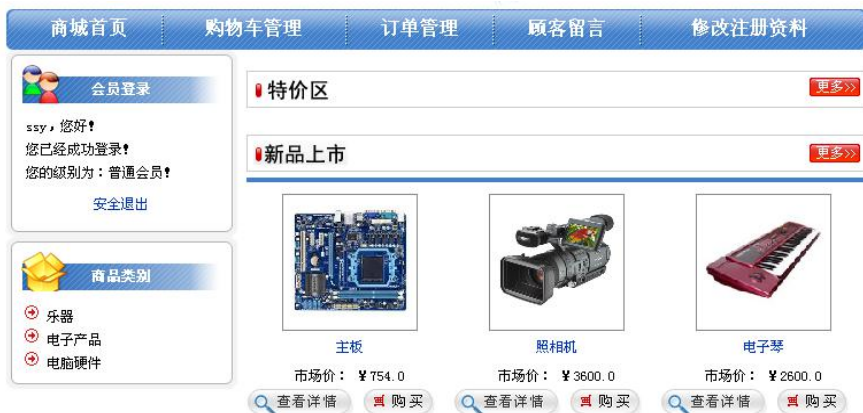 商城首页 购物车管理 订单管理 顾客留言 修改注册资料
会员登录
ssy，您好！
您已经成功登录！
您的级别为：普通会员！
安全退出
商品类别
乐器
电子产品
电脑硬件
特价区 更多>>
新品上市 更多>>
主板 照相机 电子琴
市场价： ￥754.0 市场价： ￥3600.0 市场价： ￥2600.0
查看详情 购买 查看详情 购买 查看详情 购买